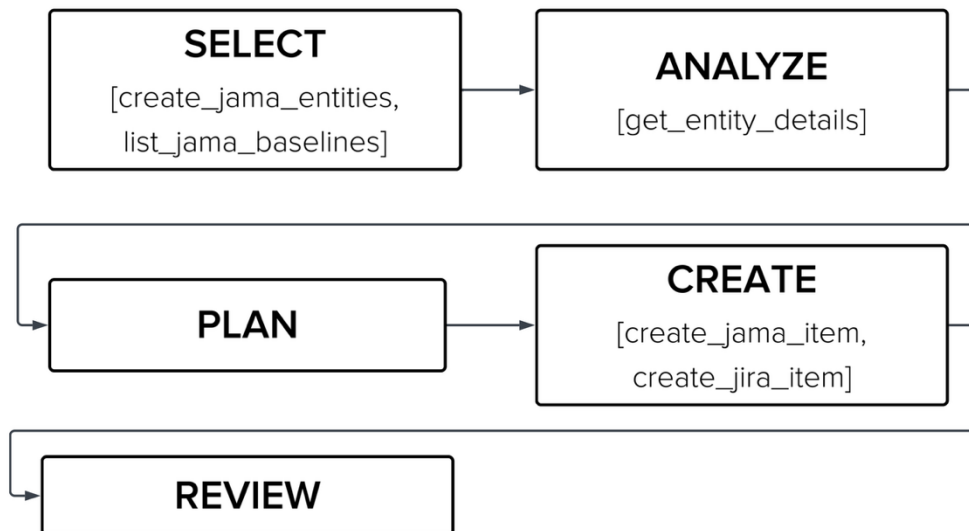 SELECT
[create_jama_entities,
list_jama_baselines]
ANALYZE
[get_entity_details]
PLAN
CREATE
[create_jama_item,
create_jira_item]
REVIEW